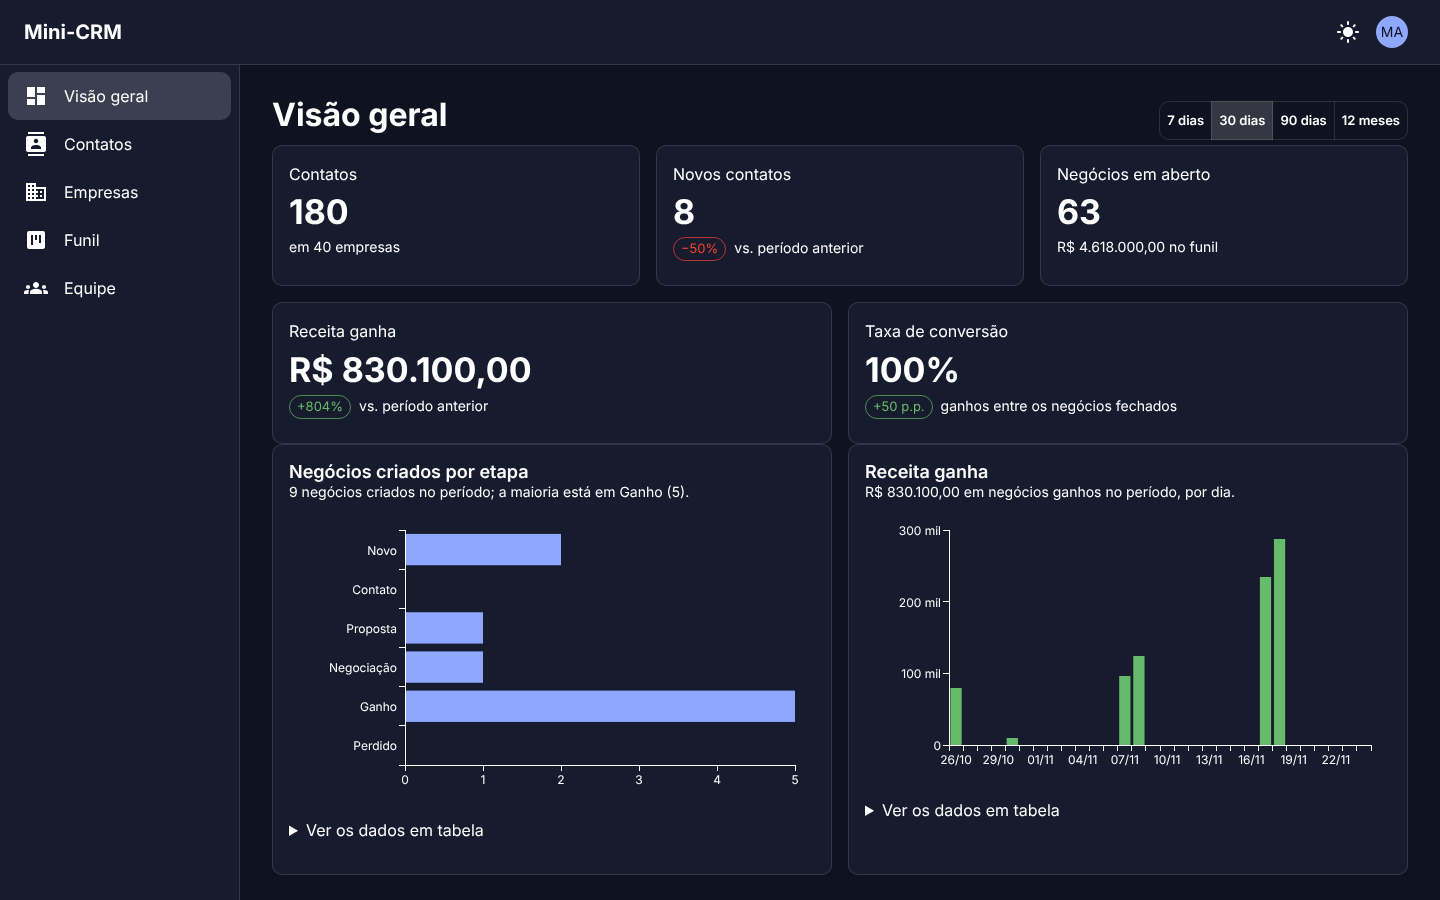 Mini-CRM
MA
Visão geral
Contatos
Empresas
Funil
Equipe
Visão geral
7 dias
30 dias
90 dias
12 meses
Contatos
180
em 40 empresas
Novos contatos
8
−50% vs. período anterior
Negócios em aberto
63
R$ 4.618.000,00 no funil
Receita ganha
R$ 830.100,00
+804% vs. período anterior
Taxa de conversão
100%
+50 p.p. ganhos entre os negócios fechados
Negócios criados por etapa
9 negócios criados no período; a maioria está em Ganho (5).
Novo
Contato
Proposta
Negociação
Ganho
Perdido
0 1 2 3 4 5
Ver os dados em tabela
Receita ganha
R$ 830.100,00 em negócios ganhos no período, por dia.
300 mil
200 mil
100 mil
0
26/10 29/10 01/11 04/11 07/11 10/11 13/11 16/11 19/11 22/11
Ver os dados em tabela